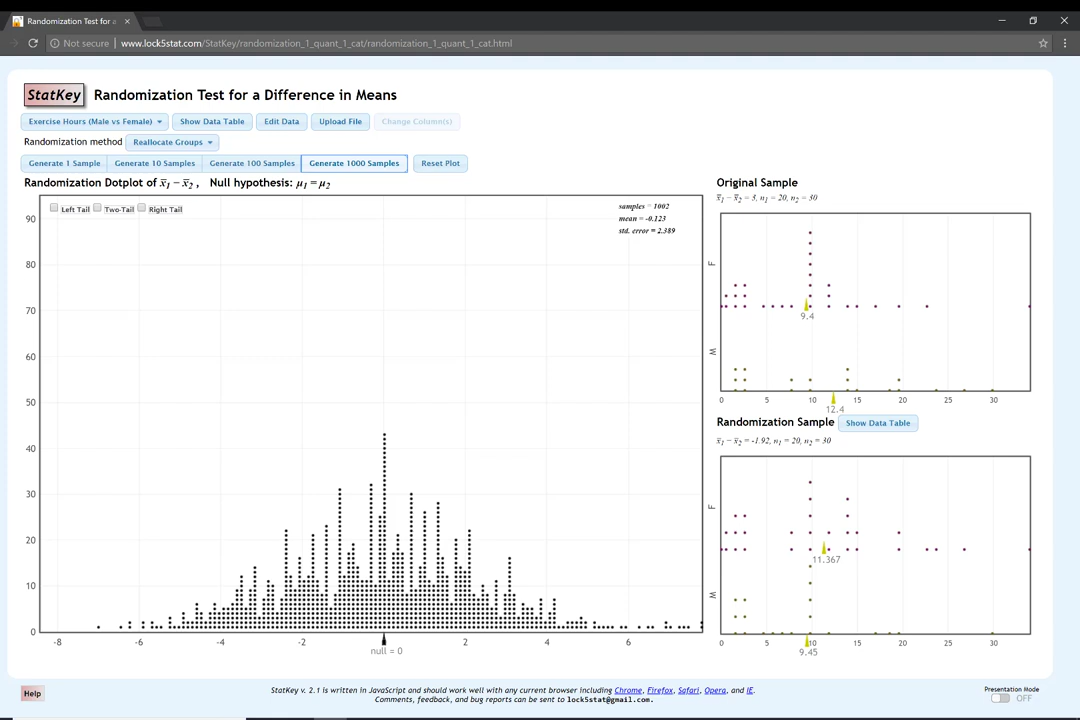 Randomization Test for a
Not secure www.lock5stat.com/StatKey/randomization_1_quant_1_cat/randomization_1_quant_1_cat.html
StatKey Randomization Test for a Difference in Means
Exercise Hours (Male vs Female) Show Data Table Edit Data Upload File Change Column(s)
Randomization method Reallocate Groups
Generate 1 Sample Generate 10 Samples Generate 100 Samples Generate 1000 Samples Reset Plot
Randomization Dotplot of x̅₁ − x̅₂ , Null hypothesis: μ₁ = μ₂
Left Tail Two-Tail Right Tail
samples = 1002
mean = -0.123
std. error = 2.389
90
80
70
60
50
40
30
20
10
0
-8 -6 -4 -2 0 2 4 6
null = 0
Original Sample
x̅₁ − x̅₂ = 3, n₁ = 20, n₂ = 30
F
9.4
M
0 5 10 15 20 25 30
12.4
Randomization Sample Show Data Table
x̅₁ − x̅₂ = -1.92, n₁ = 20, n₂ = 30
F
11.367
M
0 5 10 15 20 25 30
9.45
Help
StatKey v. 2.1 is written in JavaScript and should work well with any current browser including Chrome, Firefox, Safari, Opera, and IE.
Comments, feedback, and bug reports can be sent to lock5stat@gmail.com.
Presentation Mode
OFF